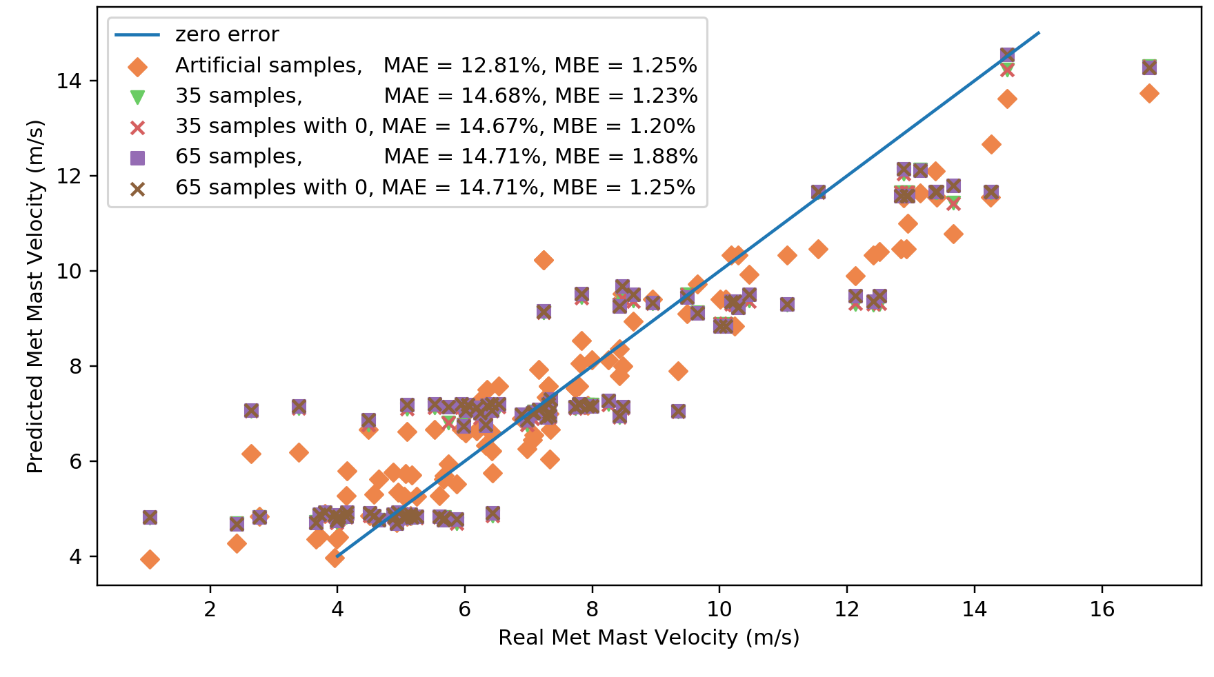 zero error
Artificial samples, MAE = 12.81%, MBE = 1.25%
35 samples, MAE = 14.68%, MBE = 1.23%
35 samples with 0, MAE = 14.67%, MBE = 1.20%
65 samples, MAE = 14.71%, MBE = 1.88%
65 samples with 0, MAE = 14.71%, MBE = 1.25%
Predicted Met Mast Velocity (m/s)
14
12
10
8
6
4
2 4 6 8 10 12 14 16
Real Met Mast Velocity (m/s)